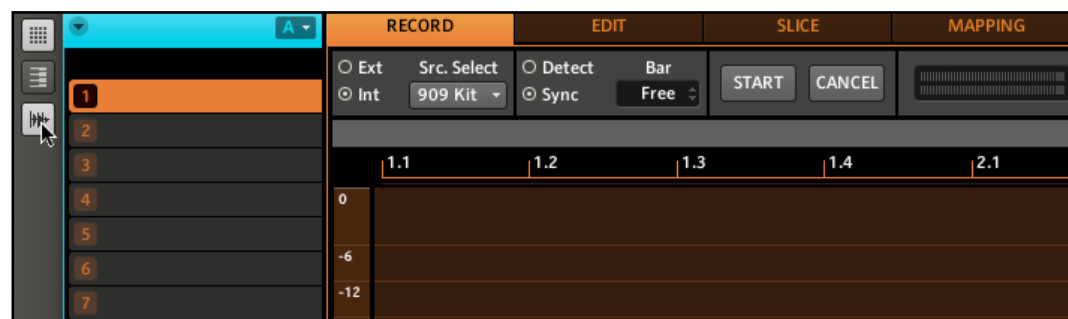 A
RECORD EDIT SLICE MAPPING
Ext Src. Select Detect Bar
Int 909 Kit Sync Free START CANCEL
1
2
3
4
5
6
7
1.1 1.2 1.3 1.4 2.1
0
-6
-12